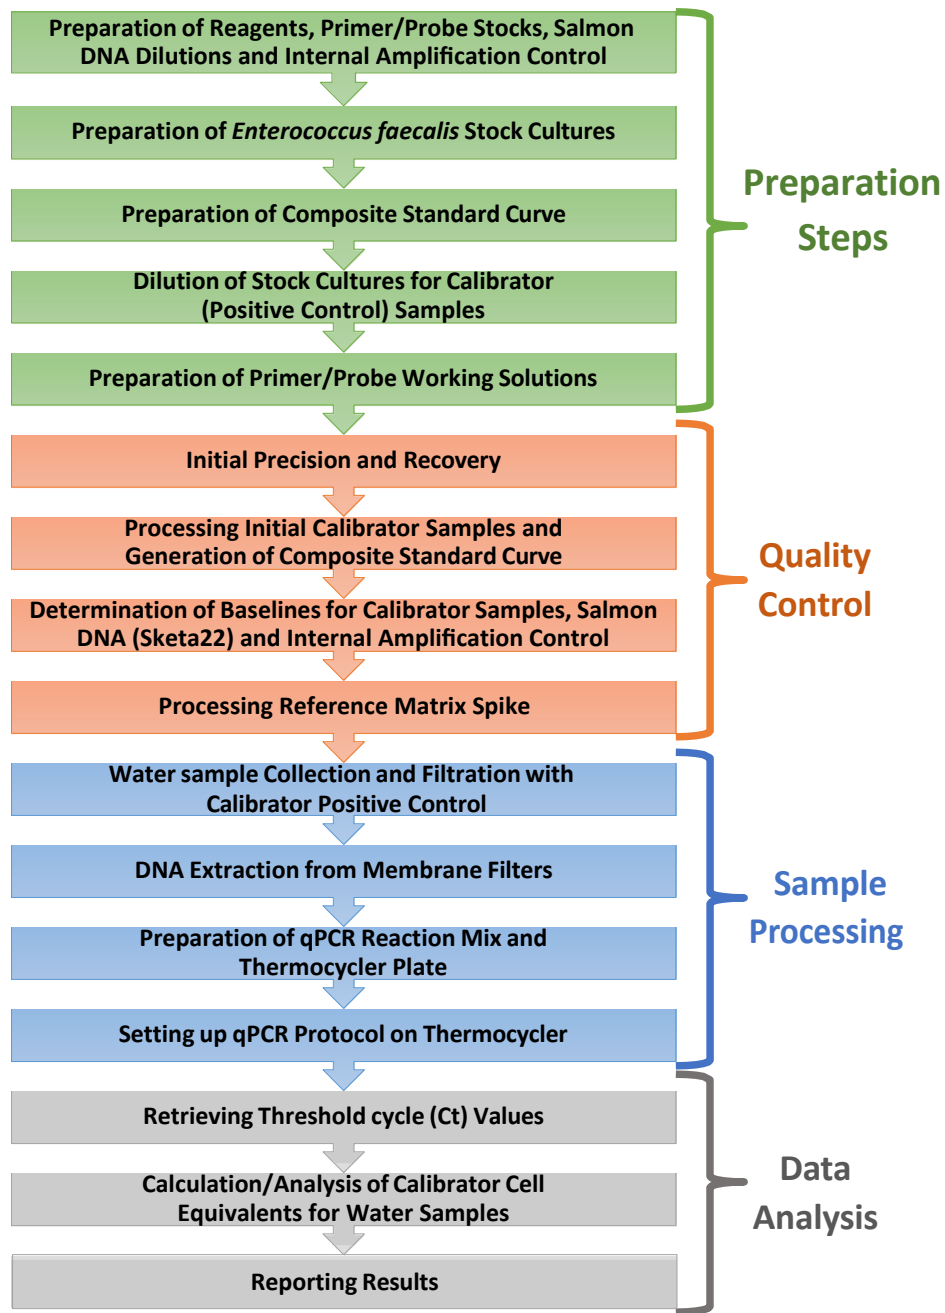 Preparation of Reagents, Primer/Probe Stocks, Salmon
DNA Dilutions and Internal Amplification Control
Preparation of Enterococcus faecalis Stock Cultures
Preparation of Composite Standard Curve
Dilution of Stock Cultures for Calibrator
(Positive Control) Samples
Preparation of Primer/Probe Working Solutions
Preparation
Steps
Initial Precision and Recovery
Processing Initial Calibrator Samples and
Generation of Composite Standard Curve
Determination of Baselines for Calibrator Samples, Salmon
DNA (Sketa22) and Internal Amplification Control
Processing Reference Matrix Spike
Quality
Control
Water sample Collection and Filtration with
Calibrator Positive Control
DNA Extraction from Membrane Filters
Preparation of qPCR Reaction Mix and
Thermocycler Plate
Setting up qPCR Protocol on Thermocycler
Sample
Processing
Retrieving Threshold cycle (Ct) Values
Calculation/Analysis of Calibrator Cell
Equivalents for Water Samples
Reporting Results
Data
Analysis